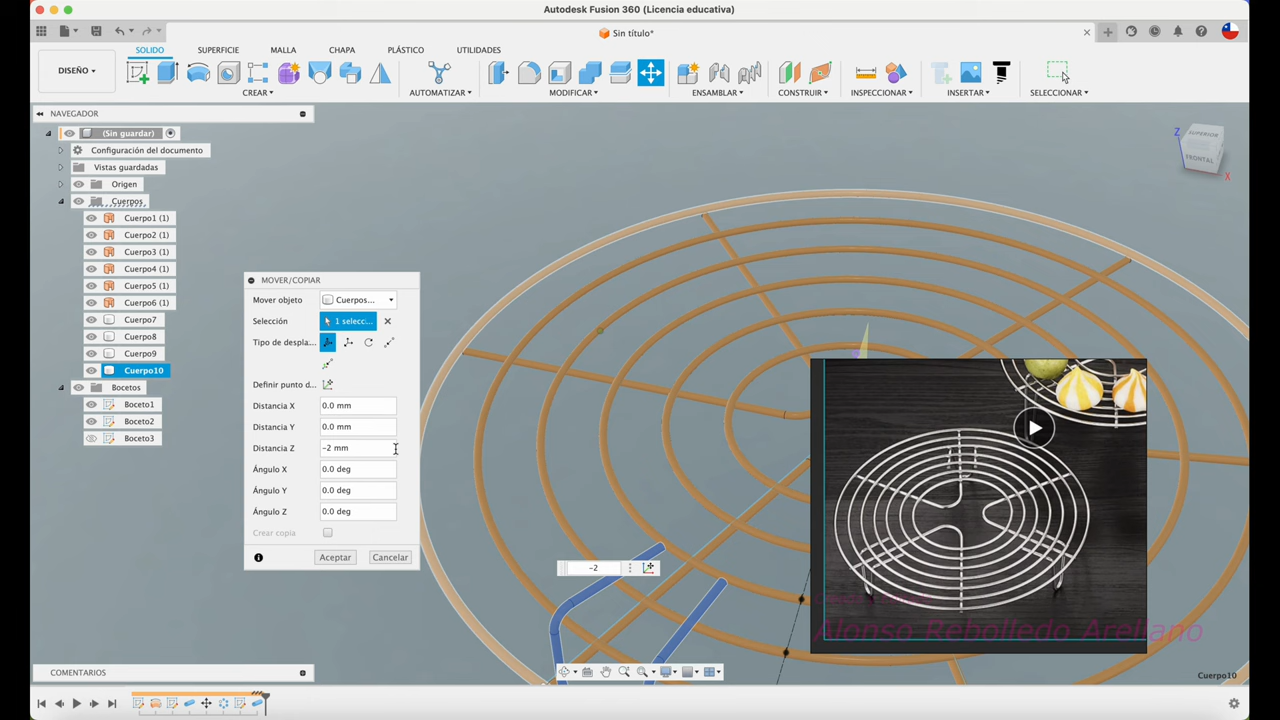 Autodesk Fusion 360 (Licencia educativa)
Sin título*
SOLIDO SUPERFICIE MALLA CHAPA PLÁSTICO UTILIDADES
DISEÑO
CREAR AUTOMATIZAR MODIFICAR ENSAMBLAR CONSTRUIR INSPECCIONAR INSERTAR SELECCIONAR
NAVEGADOR
(Sin guardar)
Configuración del documento
Vistas guardadas
Origen
Cuerpos
Cuerpo1 (1)
Cuerpo2 (1)
Cuerpo3 (1)
Cuerpo4 (1)
Cuerpo5 (1)
Cuerpo6 (1)
Cuerpo7
Cuerpo8
Cuerpo9
Cuerpo10
Bocetos
Boceto1
Boceto2
Boceto3
MOVER/COPIAR
Mover objeto Cuerpos...
Selección 1 selecc...
Tipo de despla...
Definir punto d...
Distancia X 0.0 mm
Distancia Y 0.0 mm
Distancia Z -2 mm
Ángulo X 0.0 deg
Ángulo Y 0.0 deg
Ángulo Z 0.0 deg
Crear copia
Aceptar Cancelar
Z
SUPERIOR
FRONTAL
X
-2
Alonso Rebolledo Arellano
COMENTARIOS
Cuerpo10